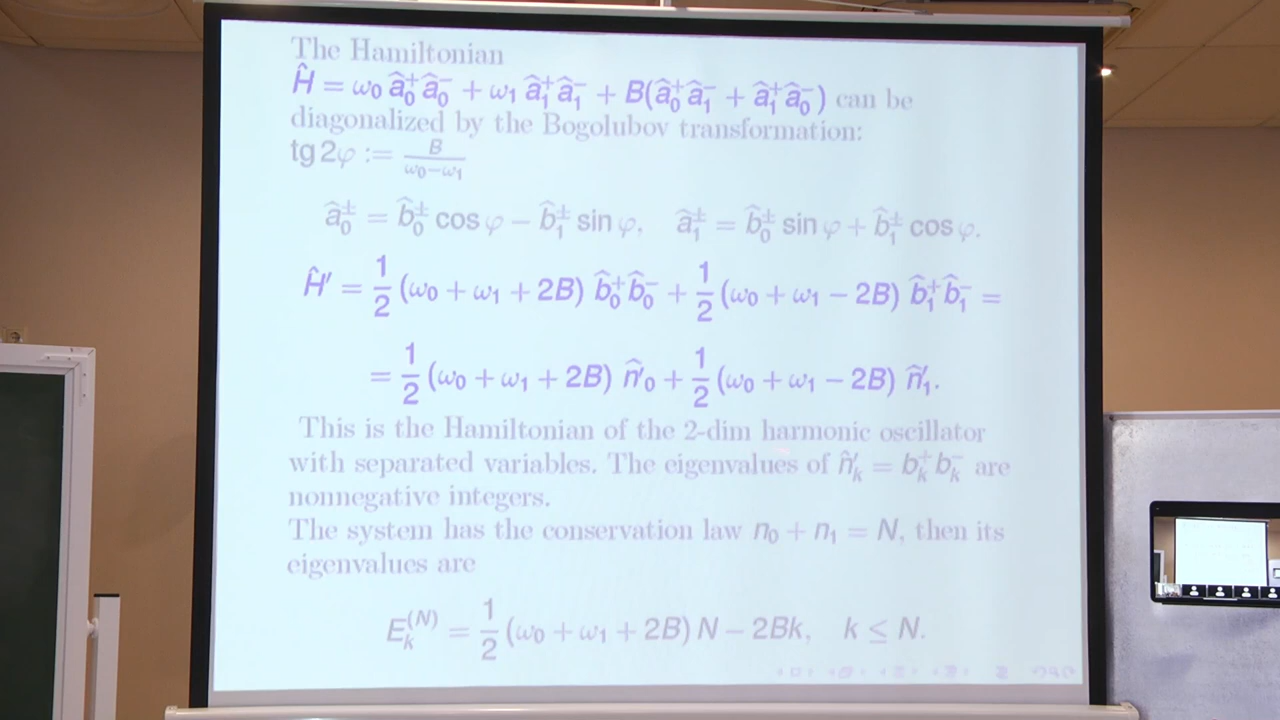 The Hamiltonian
Ĥ = ω₀ â₀⁺â₀⁻ + ω₁ â₁⁺â₁⁻ + B(â₀⁺â₁⁻ + â₁⁺â₀⁻) can be
diagonalized by the Bogolubov transformation:
tg 2φ := B/(ω₀−ω₁)
â₀± = b̂₀± cos φ − b̂₁± sin φ, â₁± = b̂₀± sin φ + b̂₁± cos φ.
Ĥ′ = 1/2 (ω₀ + ω₁ + 2B) b̂₀⁺b̂₀⁻ + 1/2 (ω₀ + ω₁ − 2B) b̂₁⁺b̂₁⁻ =
= 1/2 (ω₀ + ω₁ + 2B) n̂′₀ + 1/2 (ω₀ + ω₁ − 2B) n̂′₁.
This is the Hamiltonian of the 2-dim harmonic oscillator
with separated variables. The eigenvalues of n̂′ₖ = bₖ⁺bₖ⁻ are
nonnegative integers.
The system has the conservation law n₀ + n₁ = N, then its
eigenvalues are
Eₖ⁽ᴺ⁾ = 1/2 (ω₀ + ω₁ + 2B) N − 2Bk, k ≤ N.